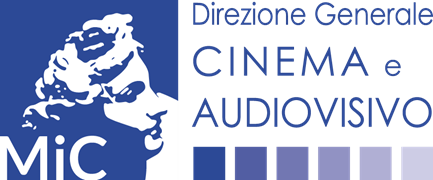 Direzione Generale
CINEMA e
AUDIOVISIVO
MiC